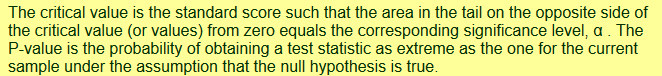 The critical value is the standard score such that the area in the tail on the opposite side of
the critical value (or values) from zero equals the corresponding significance level, α . The
P-value is the probability of obtaining a test statistic as extreme as the one for the current
sample under the assumption that the null hypothesis is true.